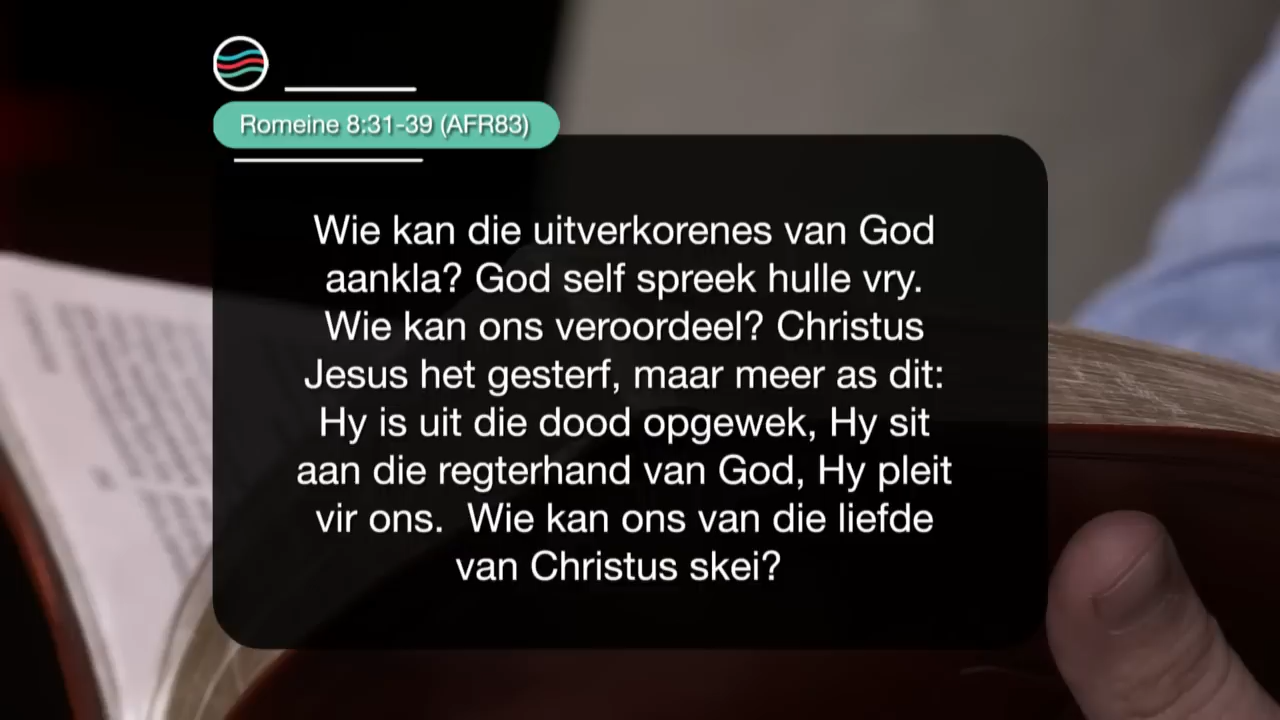 Romeine 8:31-39 (AFR83)
Wie kan die uitverkorenes van God
aankla? God self spreek hulle vry.
Wie kan ons veroordeel? Christus
Jesus het gesterf, maar meer as dit:
Hy is uit die dood opgewek, Hy sit
aan die regterhand van God, Hy pleit
vir ons.  Wie kan ons van die liefde
van Christus skei?